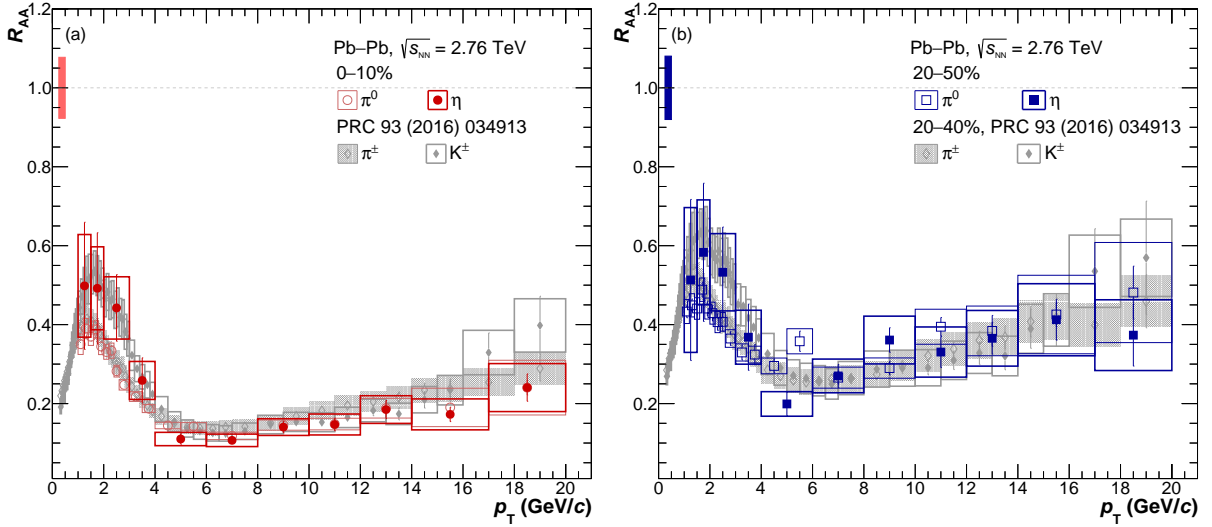 R_AA
(a)
Pb–Pb, √s_NN = 2.76 TeV
0–10%
π⁰ η
PRC 93 (2016) 034913
π± K±
1.2
1.0
0.8
0.6
0.4
0.2
0 2 4 6 8 10 12 14 16 18 20
p_T (GeV/c)
R_AA
(b)
Pb–Pb, √s_NN = 2.76 TeV
20–50%
π⁰ η
20–40%, PRC 93 (2016) 034913
π± K±
1.2
1.0
0.8
0.6
0.4
0.2
0 2 4 6 8 10 12 14 16 18 20
p_T (GeV/c)